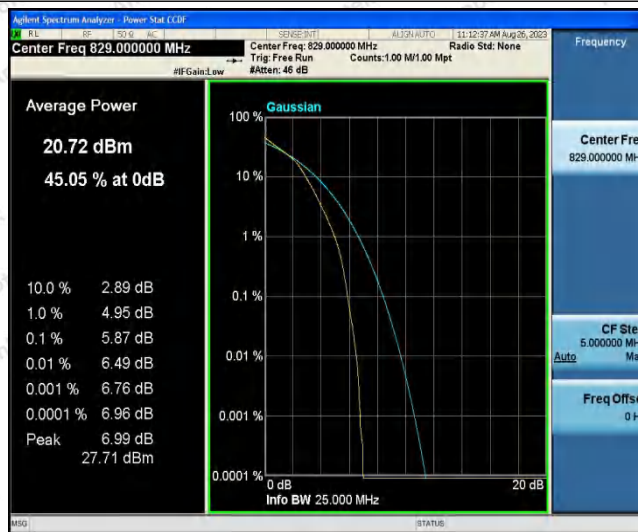 Agilent Spectrum Analyzer - Power Stat CCDF
RL RF 50 Ω AC SENSE:INT ALIGN AUTO 11:12:37 AM Aug 26, 2023
Center Freq 829.000000 MHz
Center Freq: 829.000000 MHz Radio Std: None
Trig: Free Run Counts:1.00 M/1.00 Mpt
#IFGain:Low #Atten: 46 dB
Frequency
Average Power
20.72 dBm
45.05 % at 0dB
10.0 % 2.89 dB
1.0 % 4.95 dB
0.1 % 5.87 dB
0.01 % 6.49 dB
0.001 % 6.76 dB
0.0001 % 6.96 dB
Peak 6.99 dB
27.71 dBm
Gaussian
100 %
10 %
1 %
0.1 %
0.01 %
0.001 %
0.0001 %
0 dB 20 dB
Info BW 25.000 MHz
Center Fre
829.000000 MH
CF Ste
5.000000 MH
Auto Ma
Freq Offs
0 H
MSG STATUS